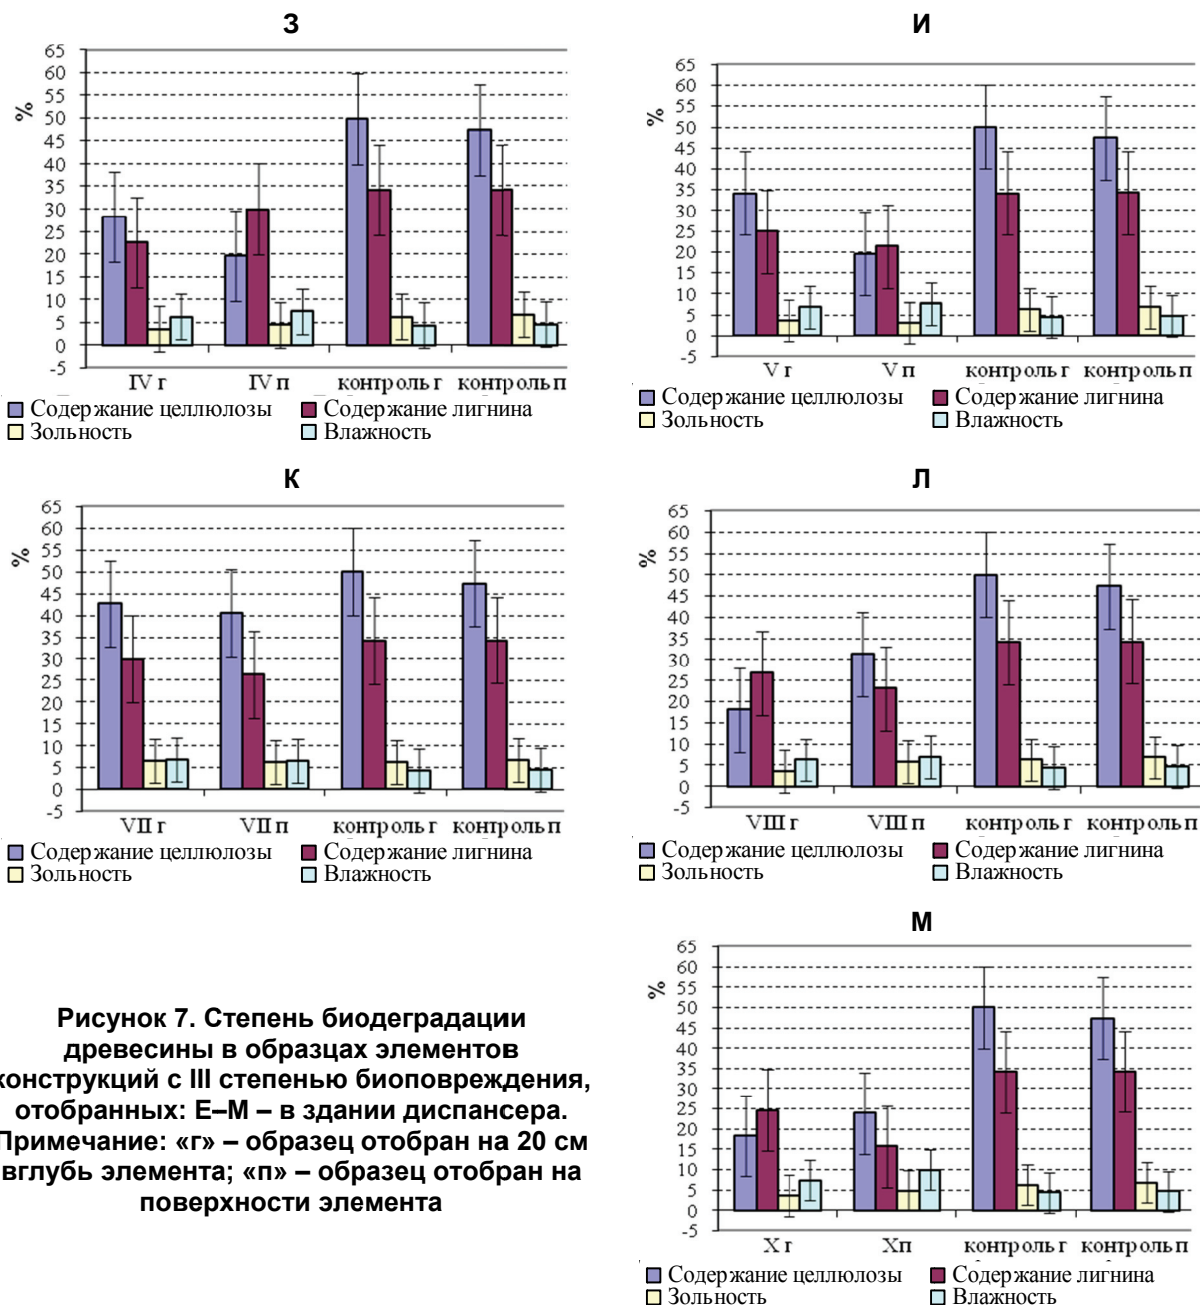 З
%
65
60
55
50
45
40
35
30
25
20
15
10
5
0
-5
IV г IV п контроль г контроль п
Содержание целлюлозы Содержание лигнина
Зольность Влажность
И
%
65
60
55
50
45
40
35
30
25
20
15
10
5
0
-5
V г V п контроль г контроль п
Содержание целлюлозы Содержание лигнина
Зольность Влажность
К
%
65
60
55
50
45
40
35
30
25
20
15
10
5
0
-5
VII г VII п контроль г контроль п
Содержание целлюлозы Содержание лигнина
Зольность Влажность
Л
%
65
60
55
50
45
40
35
30
25
20
15
10
5
0
-5
VIII г VIII п контроль г контроль п
Содержание целлюлозы Содержание лигнина
Зольность Влажность
Рисунок 7. Степень биодеградации
древесины в образцах элементов
конструкций с III степенью биоповреждения,
отобранных: Е–М – в здании диспансера.
Примечание: «г» – образец отобран на 20 см
вглубь элемента; «п» – образец отобран на
поверхности элемента
М
%
65
60
55
50
45
40
35
30
25
20
15
10
5
0
-5
X г X п контроль г контроль п
Содержание целлюлозы Содержание лигнина
Зольность Влажность